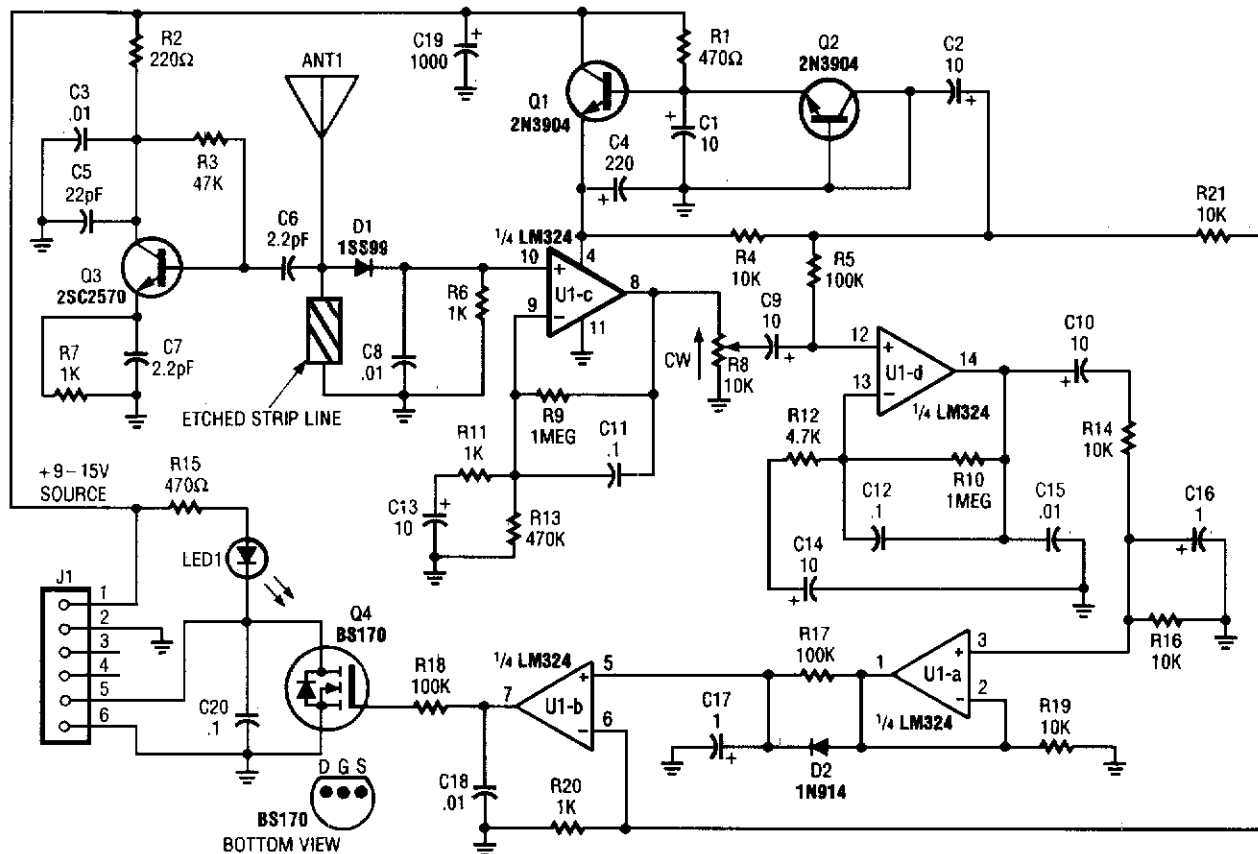 R2
220Ω
C3
.01
C5
22pF
R3
47K
Q3
2SC2570
R7
1K
C7
2.2pF
ANT1
C6
2.2pF
D1
1SS99
ETCHED STRIP LINE
C8
.01
R6
1K
C19
1000
+
Q1
2N3904
R1
470Ω
Q2
2N3904
C2
10
+
C1
10
+
C4
220
+
1/4 LM324
10
+
4
U1-c
8
9
−
11
R4
10K
R5
100K
R21
10K
CW
R8
10K
C9
10
+
12
+
U1-d
14
13
−
1/4 LM324
C10
10
+
R9
1MEG
R11
1K
C11
.1
C13
10
+
R13
470K
R12
4.7K
R10
1MEG
C12
.1
C15
.01
C14
10
+
R14
10K
C16
1
+
R16
10K
+9–15V
SOURCE
R15
470Ω
LED1
J1
1
2
3
4
5
6
C20
.1
Q4
BS170
D G S
BS170
BOTTOM VIEW
R18
100K
1/4 LM324
7
U1-b
5
+
6
−
C18
.01
R20
1K
R17
100K
C17
1
+
D2
1N914
1
U1-a
3
+
2
−
1/4 LM324
R19
10K